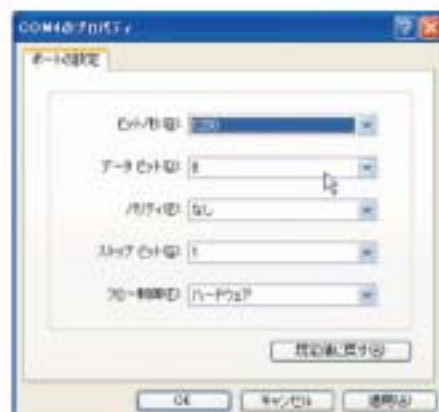 COM4のプロパティ
ポートの設定
ビット/秒(B):
データ ビット(D): 8
パリティ(P): なし
ストップ ビット(S): 1
フロー制御(F): ハードウェア
既定値に戻す(R)
OK キャンセル 適用(A)